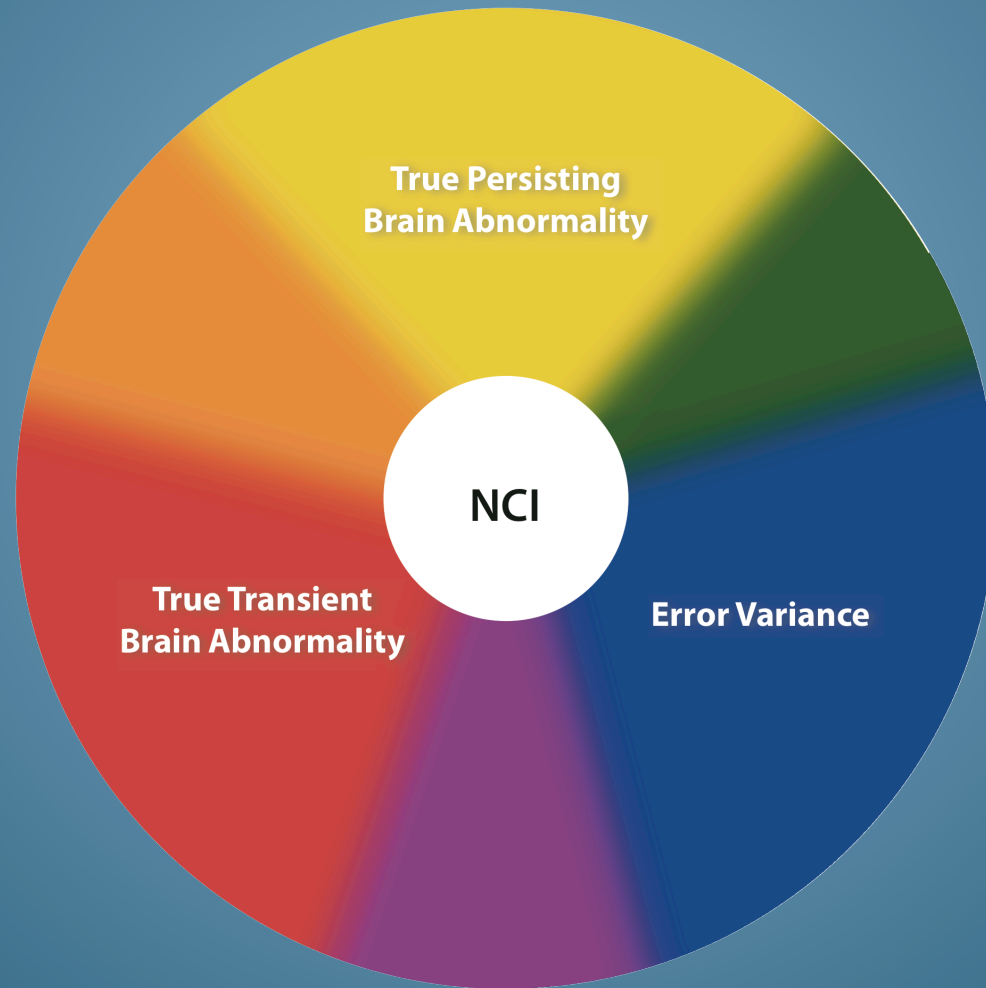 True Persisting
Brain Abnormality
NCI
True Transient
Brain Abnormality
Error Variance